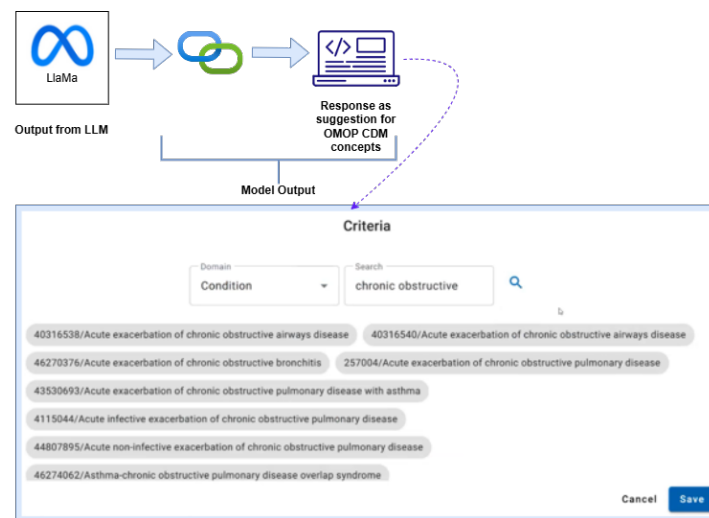 LlaMa
Output from LLM
</>
Response as
suggestion for
OMOP CDM
concepts
Model Output
Criteria
Domain
Condition
Search
chronic obstructive
40316538/Acute exacerbation of chronic obstructive airways disease
40316540/Acute exacerbation of chronic obstructive airways disease
46270376/Acute exacerbation of chronic obstructive bronchitis
257004/Acute exacerbation of chronic obstructive pulmonary disease
43530693/Acute exacerbation of chronic obstructive pulmonary disease with asthma
4115044/Acute infective exacerbation of chronic obstructive pulmonary disease
44807895/Acute non-infective exacerbation of chronic obstructive pulmonary disease
46274062/Asthma-chronic obstructive pulmonary disease overlap syndrome
Cancel
Save